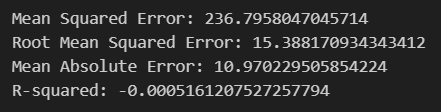 Mean Squared Error: 236.7958047045714
Root Mean Squared Error: 15.388170934343412
Mean Absolute Error: 10.970229505854224
R-squared: -0.0005161207527257794